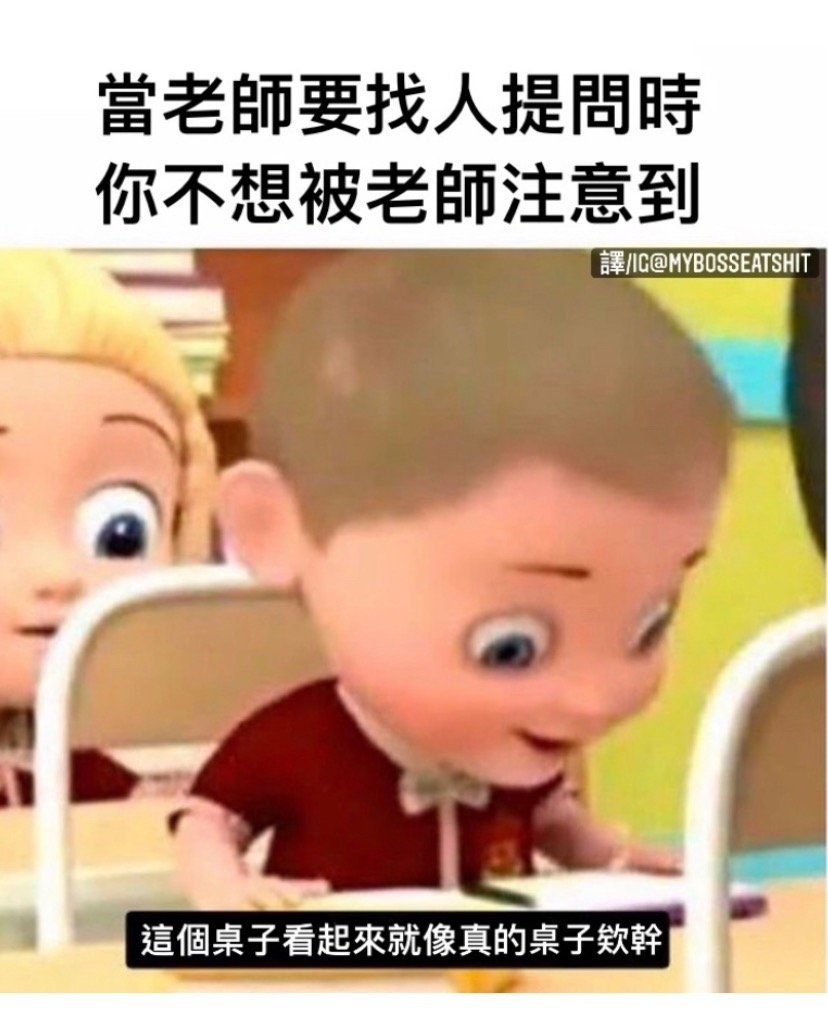 當老師要找人提問時
你不想被老師注意到
譯/IG@MYBOSSEATSHIT
這個桌子看起來就像真的桌子欸幹